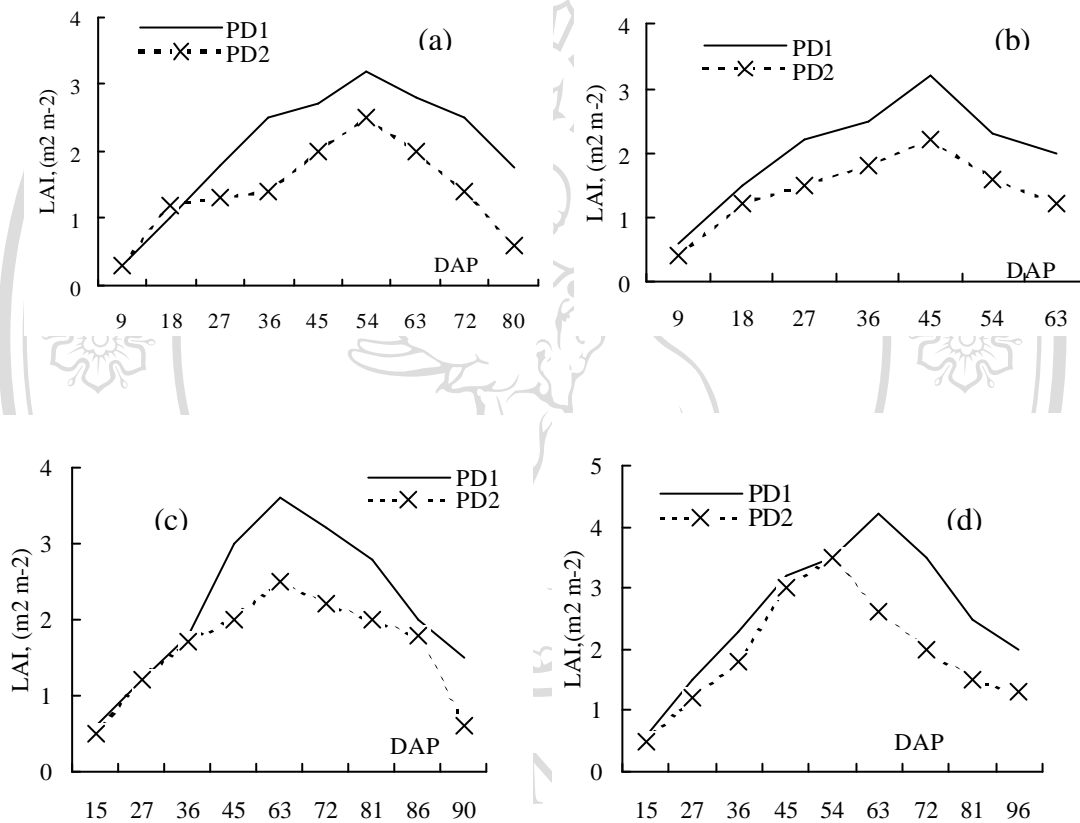 4
PD1
PD2
(a)
3
2
1
0
LAI, (m2 m-2)
DAP
9 18 27 36 45 54 63 72 80
4
PD1
PD2
(b)
3
2
1
0
LAI, (m2 m-2)
DAP
9 18 27 36 45 54 63
4
PD1
PD2
(c)
3
2
1
0
LAI, (m2 m-2)
DAP
15 27 36 45 63 72 81 86 90
5
PD1
PD2
(d)
4
3
2
1
0
LAI,(m2 m-2)
DAP
15 27 36 45 54 63 72 81 96